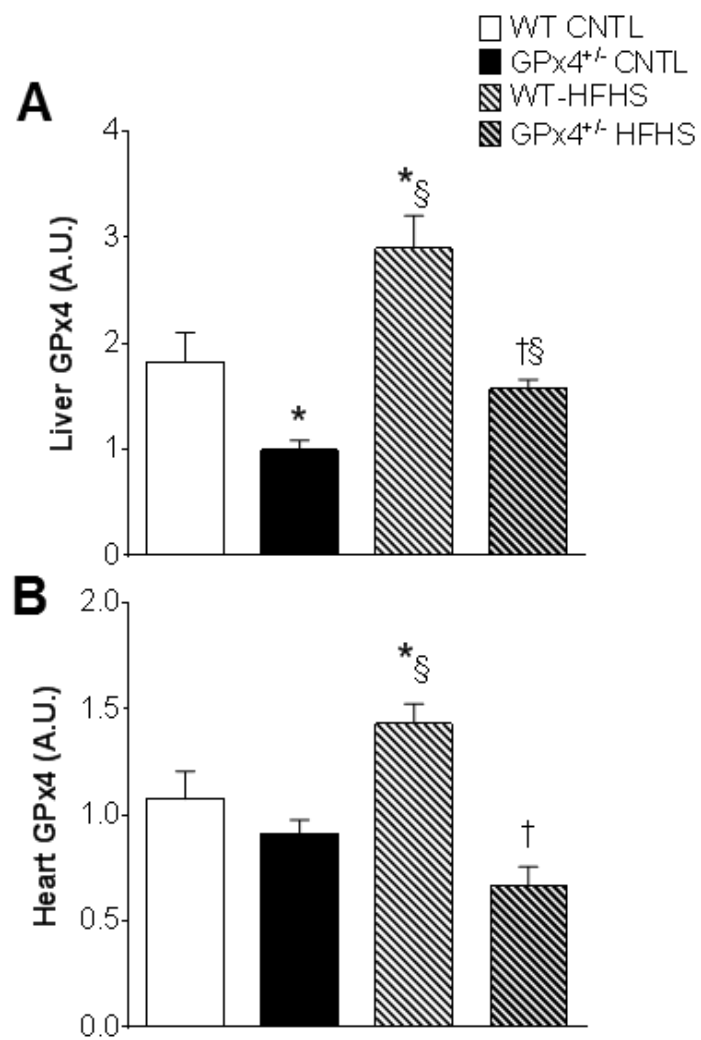 WT CNTL
GPx4+/- CNTL
WT-HFHS
GPx4+/- HFHS
A
Liver GPx4 (A.U.)
4
3
2
1
0
*
*§
†§
B
Heart GPx4 (A.U.)
2.0
1.5
1.0
0.5
0.0
*§
†